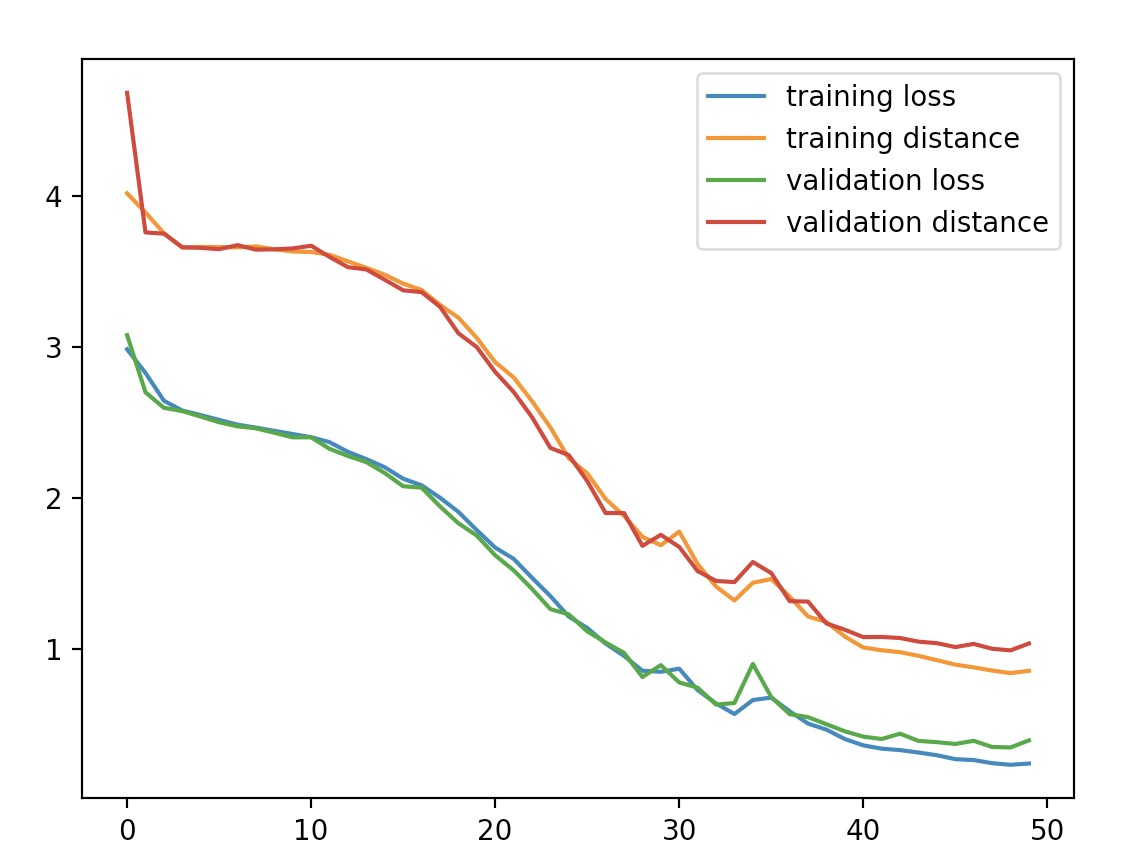 training loss
training distance
validation loss
validation distance
4
3
2
1
0 10 20 30 40 50